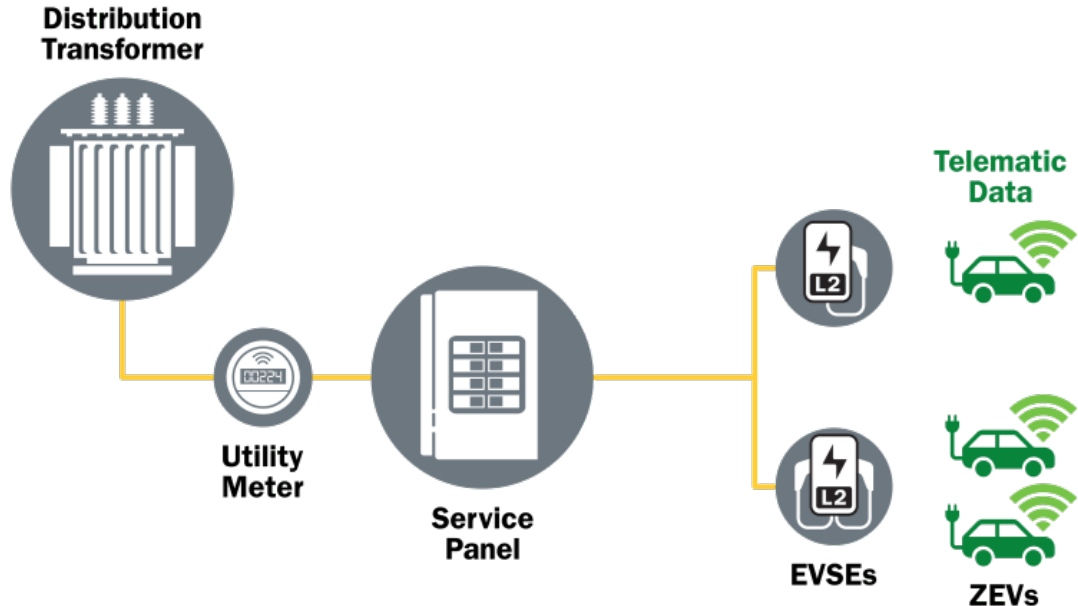 Distribution
Transformer
Telematic
Data
L2
00224
Utility
Meter
Service
Panel
L2
EVSEs
ZEVs